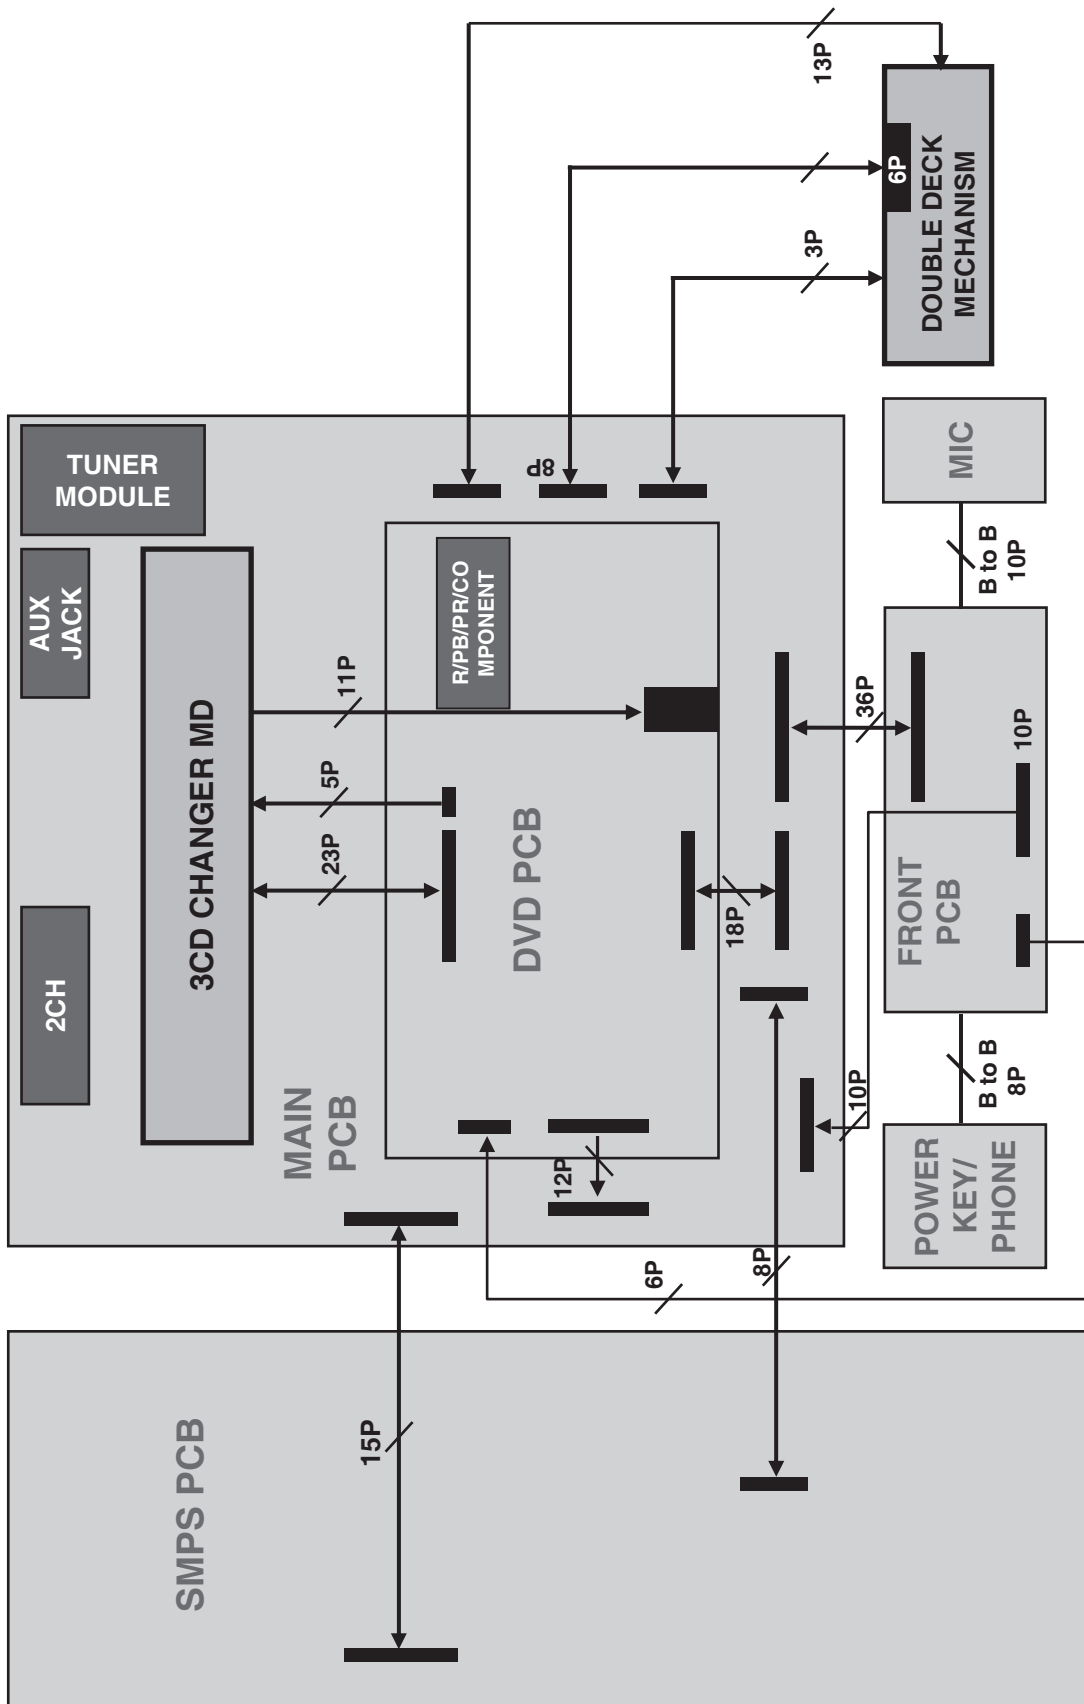 13P
6P
DOUBLE DECK
MECHANISM
3P
8P
TUNER
MODULE
AUX
JACK
2CH
3CD CHANGER MD
R/PB/PR/CO
MPONENT
11P
5P
23P
DVD PCB
MAIN
PCB
18P
12P
MIC
B to B
10P
36P
10P
FRONT
PCB
10P
B to B
8P
POWER
KEY/
PHONE
6P
8P
15P
SMPS PCB